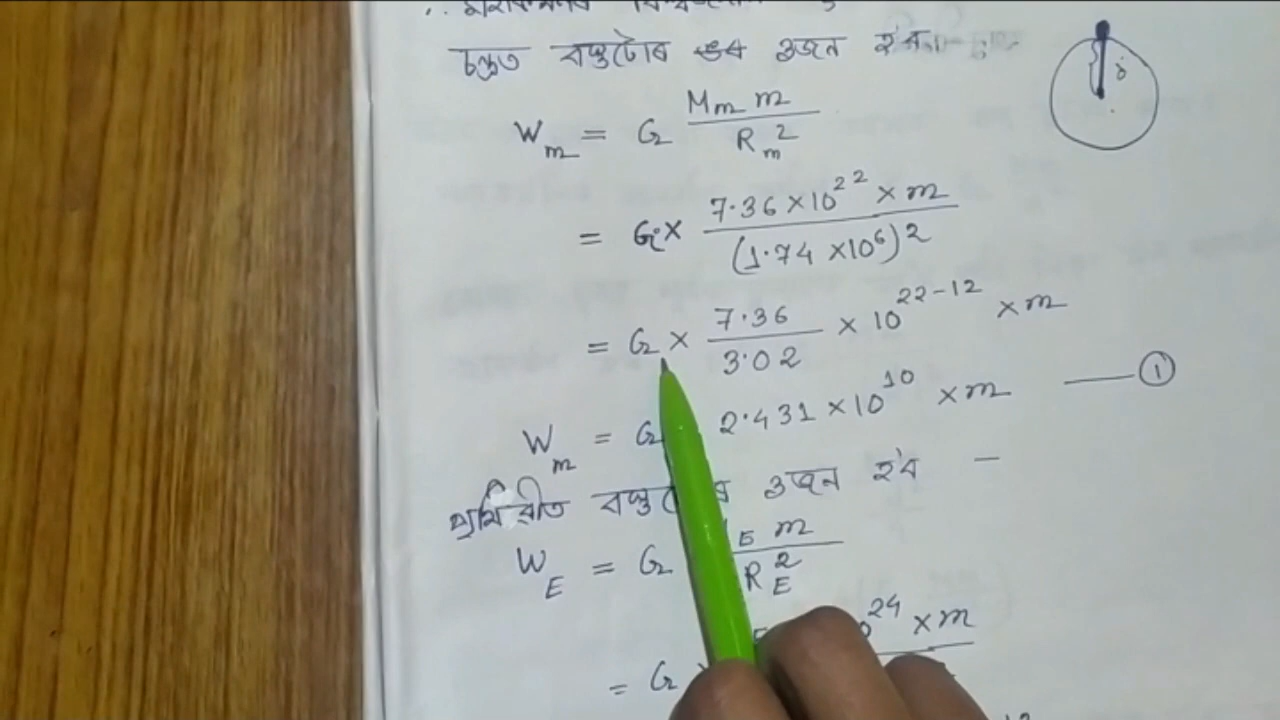 চন্দ্ৰত বস্তুটোৰ ওজন হ'ব
W_m = G M_m m / R_m^2
= G × 7.36 × 10^22 × m / (1.74 × 10^6)^2
= G × 7.36 / 3.02 × 10^(22-12) × m
W_m = G 2.431 × 10^10 × m —— ①
পৃথিৱীত বস্তুটোৰ ওজন হ'ব —
W_E = G E m / R_E^2
= G 24 × m